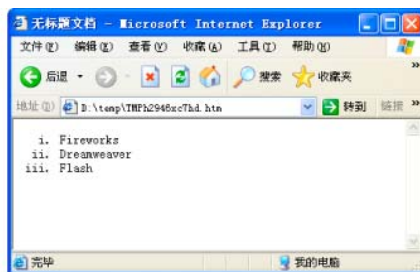 无标题文档 - Microsoft Internet Explorer
文件(F) 编辑(E) 查看(V) 收藏(A) 工具(T) 帮助(H)
后退 搜索 收藏夹
地址(D) D:\temp\TMPh2946xc7hd.htm 转到 链接
i. Fireworks
ii. Dreamweaver
iii. Flash
完毕 我的电脑